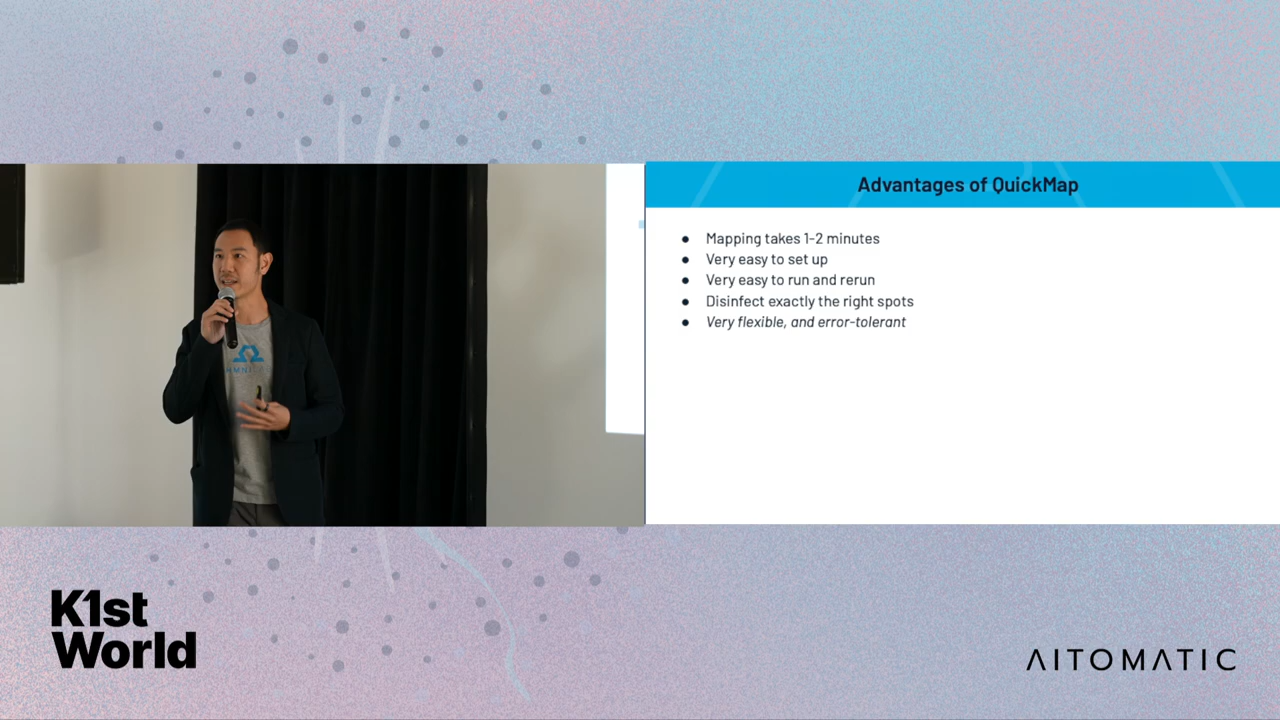 Advantages of QuickMap
● Mapping takes 1-2 minutes
● Very easy to set up
● Very easy to run and rerun
● Disinfect exactly the right spots
● Very flexible, and error-tolerant
K1st
World
AITOMATIC